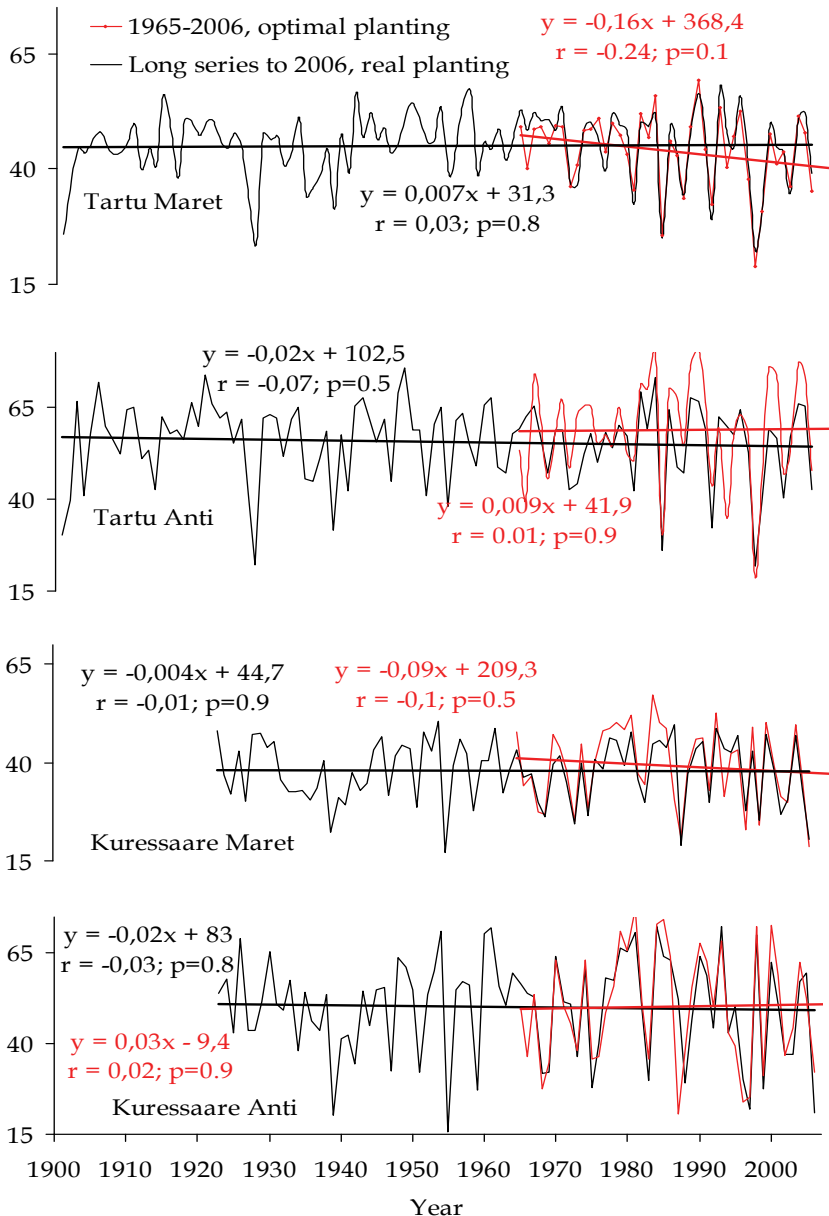 1965-2006, optimal planting
Long series to 2006, real planting
y = -0,16x + 368,4
r = -0.24; p=0.1
65
40
15
y = 0,007x + 31,3
r = 0,03; p=0.8
Tartu Maret
y = -0,02x + 102,5
r = -0,07; p=0.5
65
40
15
y = 0,009x + 41,9
r = 0.01; p=0.9
Tartu Anti
65
40
15
y = -0,004x + 44,7
r = -0,01; p=0.9
y = -0,09x + 209,3
r = -0,1; p=0.5
Kuressaare Maret
y = -0,02x + 83
r = -0,03; p=0.8
65
40
15
y = 0,03x - 9,4
r = 0,02; p=0.9
Kuressaare Anti
1900 1910 1920 1930 1940 1950 1960 1970 1980 1990 2000
Year